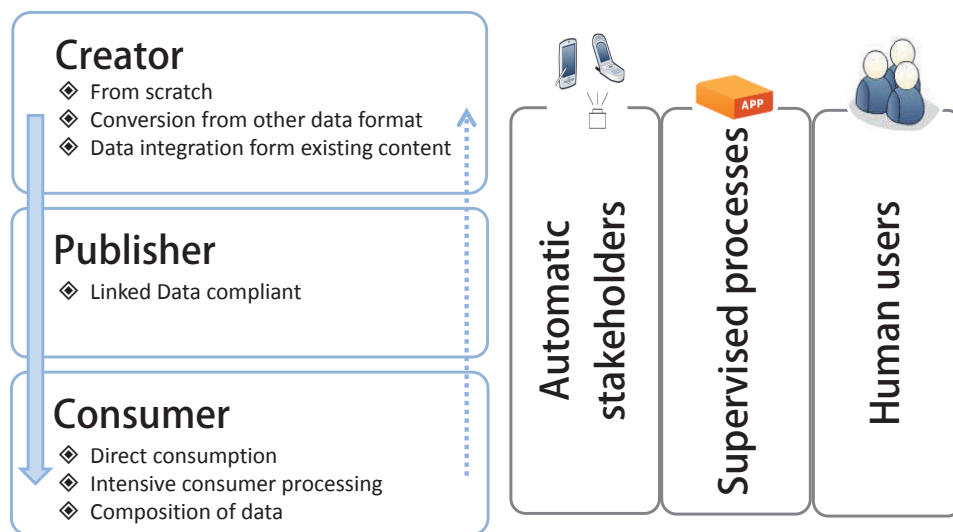 Creator
From scratch
Conversion from other data format
Data integration form existing content
Publisher
Linked Data compliant
Consumer
Direct consumption
Intensive consumer processing
Composition of data
Automatic
stakeholders
APP
Supervised processes
Human users